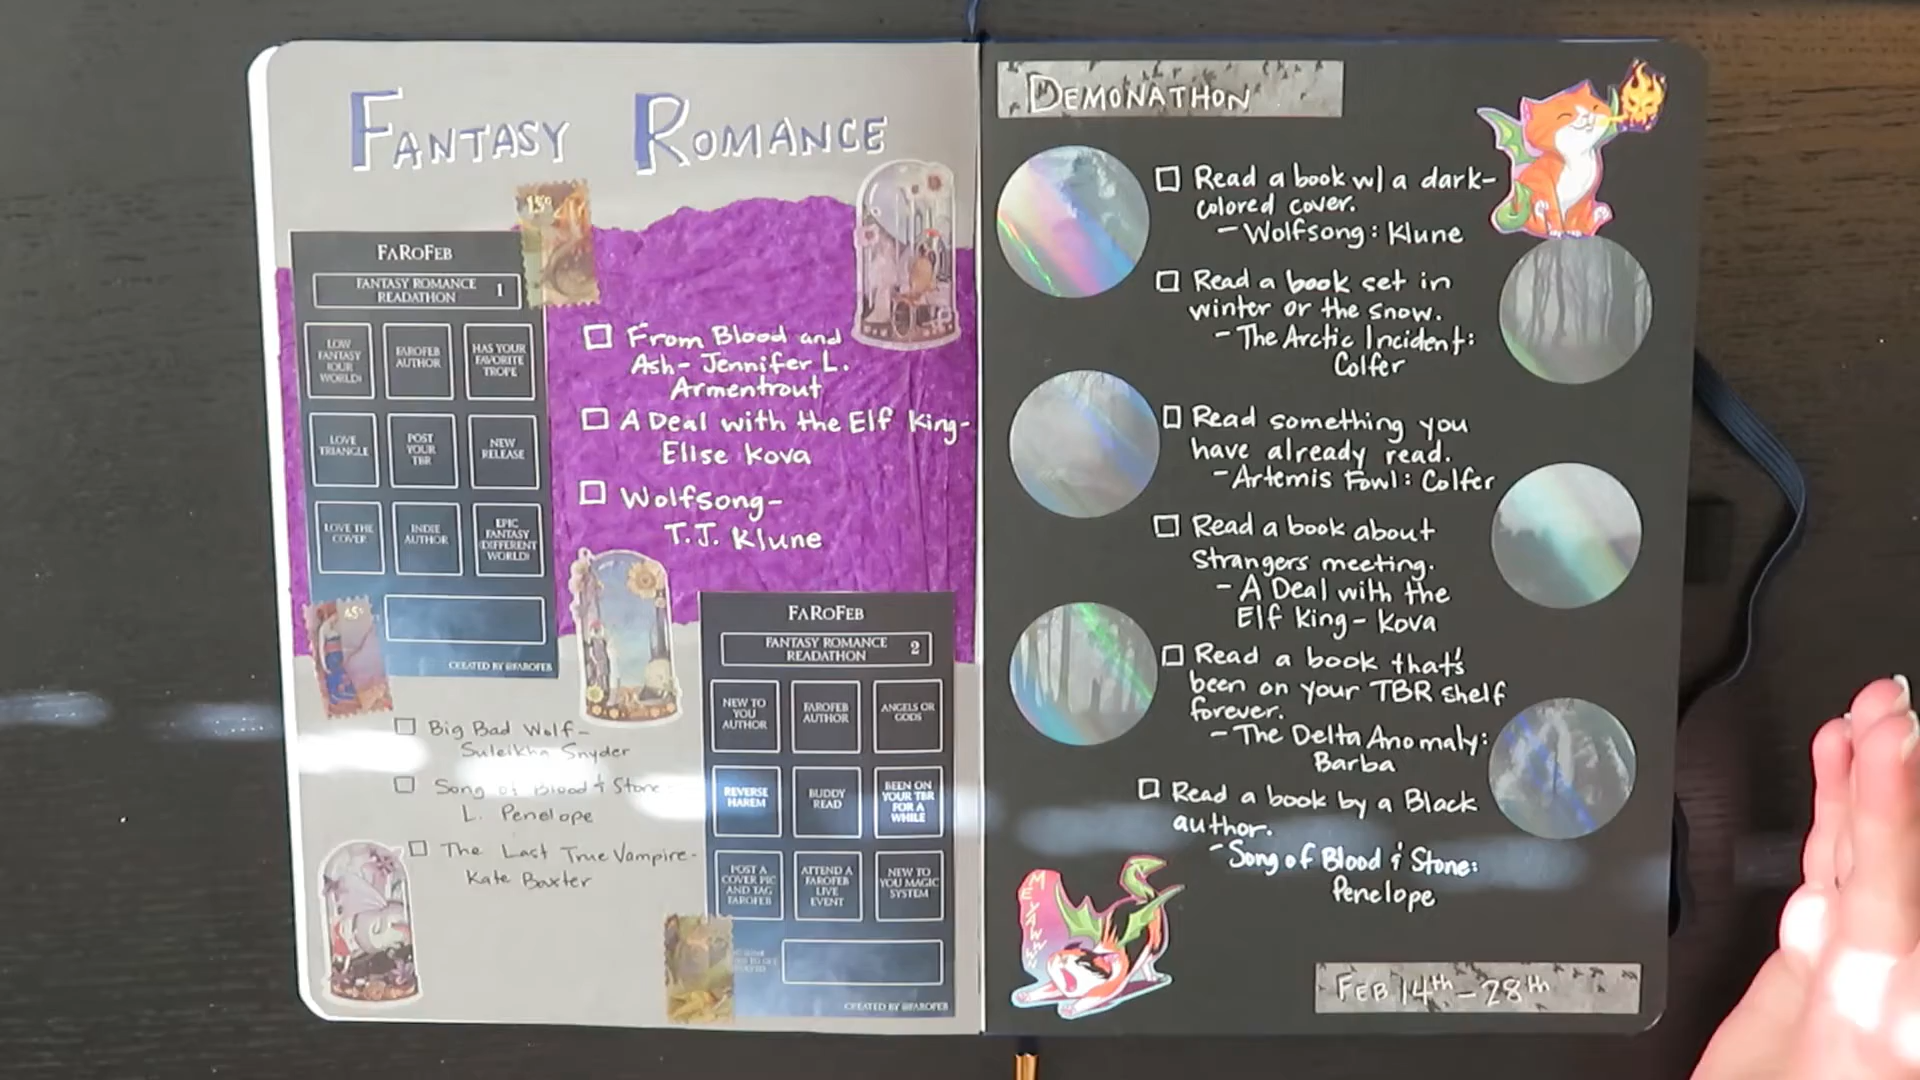 FANTASY ROMANCE
15¢
FAROFEB
FANTASY ROMANCE
READATHON 1
LOW
FANTASY
(OUR
WORLD)
FAROFEB
AUTHOR
HAS YOUR
FAVORITE
TROPE
LOVE
TRIANGLE
POST
YOUR
TBR
NEW
RELEASE
LOVE THE
COVER
INDIE
AUTHOR
EPIC
FANTASY
(DIFFERENT
WORLD)
CREATED BY @FAROFEB
45¢
From Blood and
Ash - Jennifer L.
Armentrout
A Deal with the Elf King -
Elise Kova
Wolfsong -
T.J. Klune
Big Bad Wolf -
Suleikha Snyder
Song of Blood & Stone
L. Penelope
The Last True Vampire -
Kate Baxter
FAROFEB
FANTASY ROMANCE
READATHON 2
NEW TO
YOU
AUTHOR
FAROFEB
AUTHOR
ANGELS OR
GODS
REVERSE
HAREM
BUDDY
READ
BEEN ON
YOUR TBR
FOR A
WHILE
POST A
COVER PIC
AND TAG
FAROFEB
ATTEND A
FAROFEB
LIVE
EVENT
NEW TO
YOU MAGIC
SYSTEM
CREATED BY @FAROFEB
DEMONATHON
Read a book w/ a dark-
colored cover.
- Wolfsong: Klune
Read a book set in
winter or the snow.
- The Arctic Incident:
Colfer
Read something you
have already read.
- Artemis Fowl: Colfer
Read a book about
strangers meeting.
- A Deal with the
Elf King - Kova
Read a book that's
been on your TBR shelf
forever.
- The Delta Anomaly:
Barba
Read a book by a Black
author.
- Song of Blood & Stone:
Penelope
FEB 14th - 28th